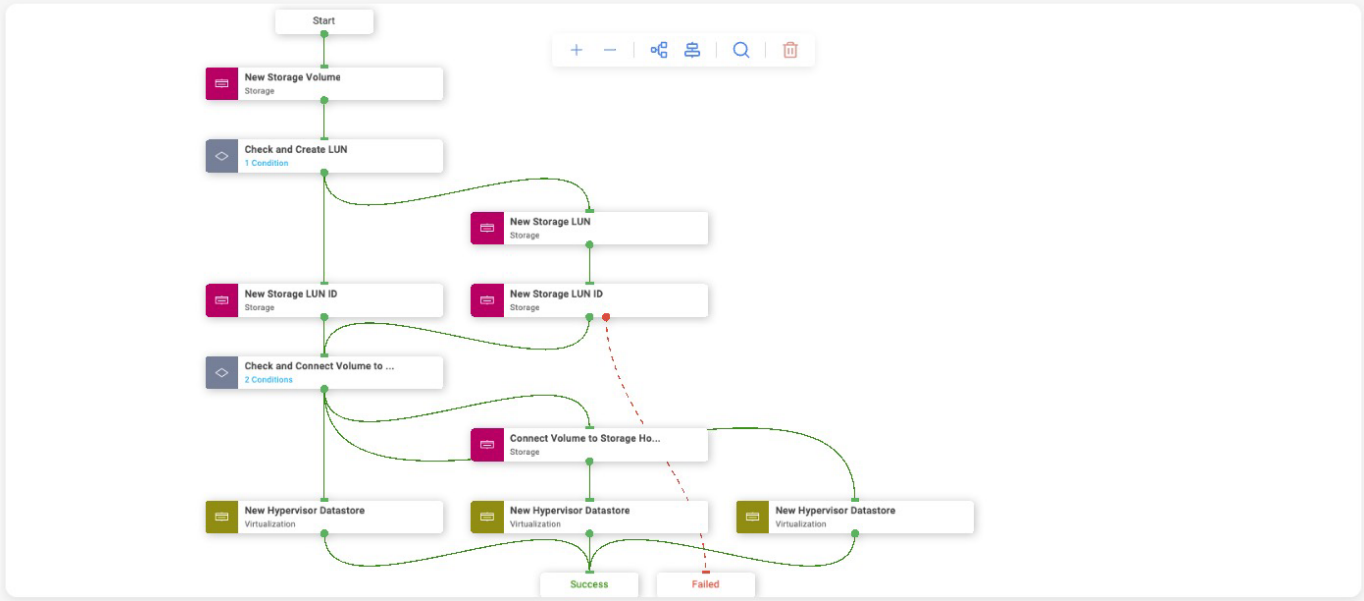 Start
New Storage Volume
Storage
Check and Create LUN
1 Condition
New Storage LUN
Storage
New Storage LUN ID
Storage
New Storage LUN ID
Storage
Check and Connect Volume to ...
2 Conditions
Connect Volume to Storage Ho...
Storage
New Hypervisor Datastore
Virtualization
New Hypervisor Datastore
Virtualization
New Hypervisor Datastore
Virtualization
Success
Failed